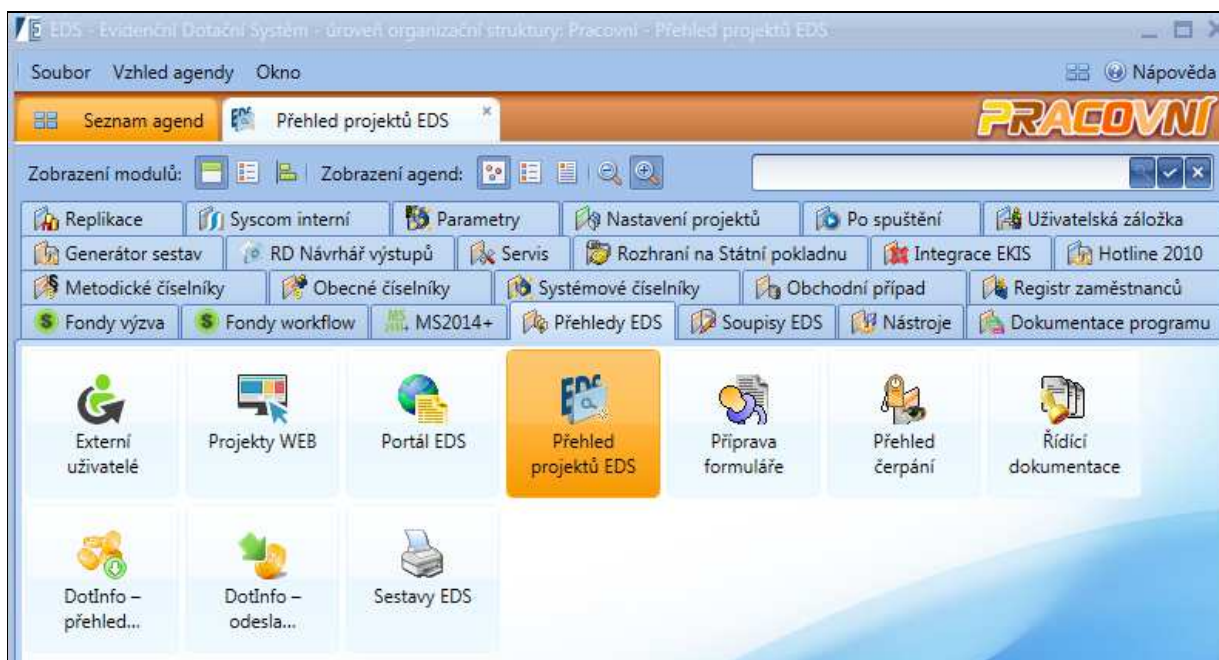 EDS - Evidenční Dotační Systém - úroveň organizační struktury: Pracovní - Přehled projektů EDS
Soubor Vzhled agendy Okno Nápověda
Seznam agend Přehled projektů EDS PRACOVNÍ
Zobrazení modulů: Zobrazení agend:
Replikace Syscom interní Parametry Nastavení projektů Po spuštění Uživatelská záložka
Generátor sestav RD Návrhář výstupů Servis Rozhraní na Státní pokladnu Integrace EKIS Hotline 2010
Metodické číselníky Obecné číselníky Systémové číselníky Obchodní případ Registr zaměstnanců
Fondy výzva Fondy workflow MS2014+ Přehledy EDS Soupisy EDS Nástroje Dokumentace programu
Externí uživatelé
Projekty WEB
Portál EDS
Přehled projektů EDS
Příprava formuláře
Přehled čerpání
Řídící dokumentace
DotInfo – přehled...
DotInfo – odesla...
Sestavy EDS